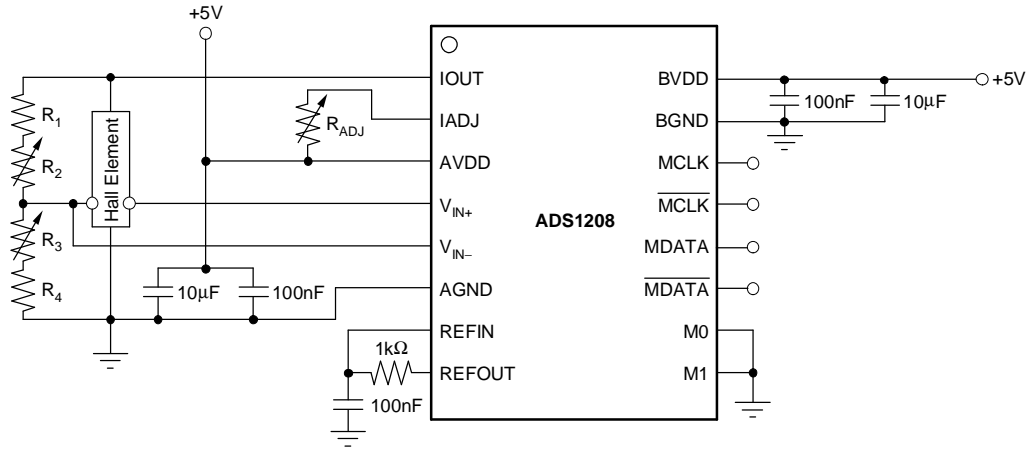 +5V
IOUT
BVDD
+5V
R1
100nF
10µF
Hall Element
RADJ
IADJ
BGND
R2
AVDD
MCLK
VIN+
MCLK
ADS1208
R3
VIN–
MDATA
R4
10µF
100nF
AGND
MDATA
REFIN
M0
1kΩ
REFOUT
M1
100nF